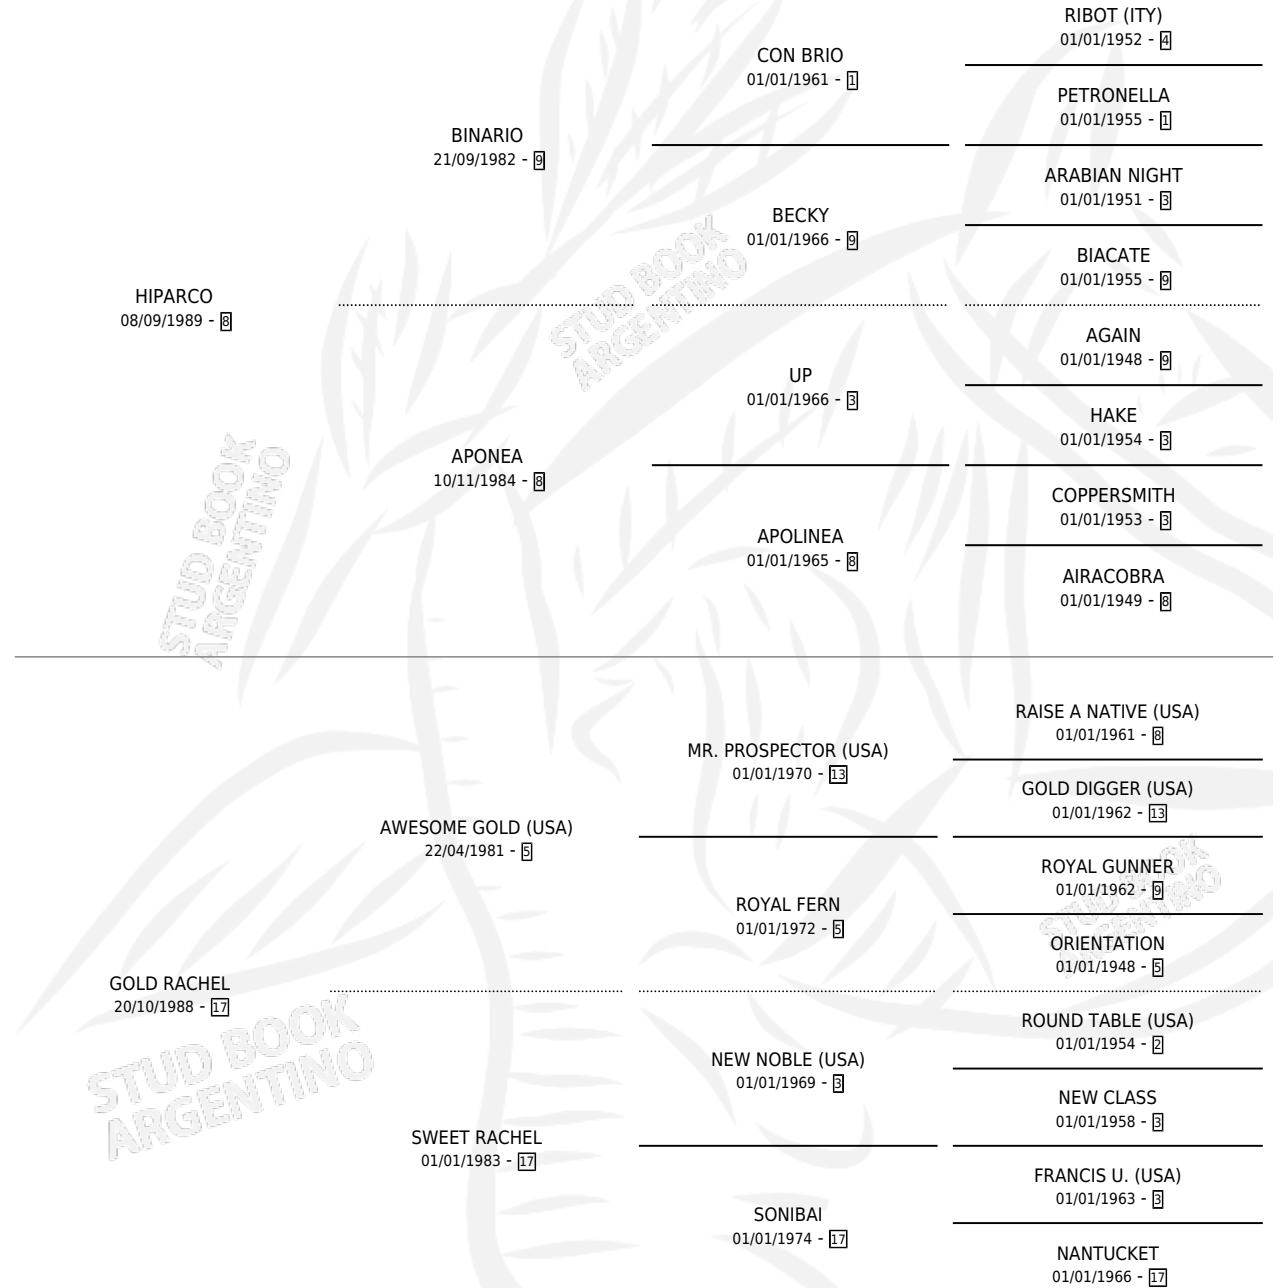 RIBOT (ITY)
01/01/1952 - 4
CON BRIO
01/01/1961 - 1
PETRONELLA
01/01/1955 - 1
BINARIO
21/09/1982 - 9
ARABIAN NIGHT
01/01/1951 - 3
BECKY
01/01/1966 - 9
BIACATE
01/01/1955 - 9
HIPARCO
08/09/1989 - 8
AGAIN
01/01/1948 - 9
UP
01/01/1966 - 3
HAKE
01/01/1954 - 3
APONEA
10/11/1984 - 8
COPPERSMITH
01/01/1953 - 3
APOLINEA
01/01/1965 - 8
AIRACOBRA
01/01/1949 - 8
STUD BOOK
ARGENTINO
STUD BOOK
ARGENTINO
RAISE A NATIVE (USA)
01/01/1961 - 8
MR. PROSPECTOR (USA)
01/01/1970 - 13
GOLD DIGGER (USA)
01/01/1962 - 13
AWESOME GOLD (USA)
22/04/1981 - 5
ROYAL GUNNER
01/01/1962 - 9
ROYAL FERN
01/01/1972 - 5
ORIENTATION
01/01/1948 - 5
STUD BOOK
ARGENTINO
GOLD RACHEL
20/10/1988 - 17
ROUND TABLE (USA)
01/01/1954 - 2
NEW NOBLE (USA)
01/01/1969 - 3
NEW CLASS
01/01/1958 - 3
STUD BOOK
ARGENTINO
SWEET RACHEL
01/01/1983 - 17
FRANCIS U. (USA)
01/01/1963 - 3
SONIBAI
01/01/1974 - 17
NANTUCKET
01/01/1966 - 17